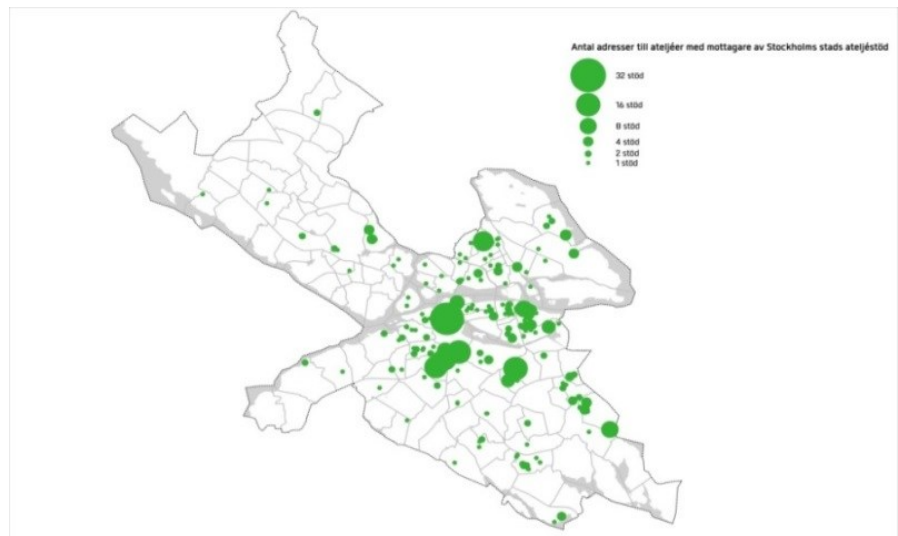 Antal adresser till ateljéer med mottagare av Stockholms stads ateljéstöd
32 stöd
16 stöd
8 stöd
4 stöd
2 stöd
1 stöd